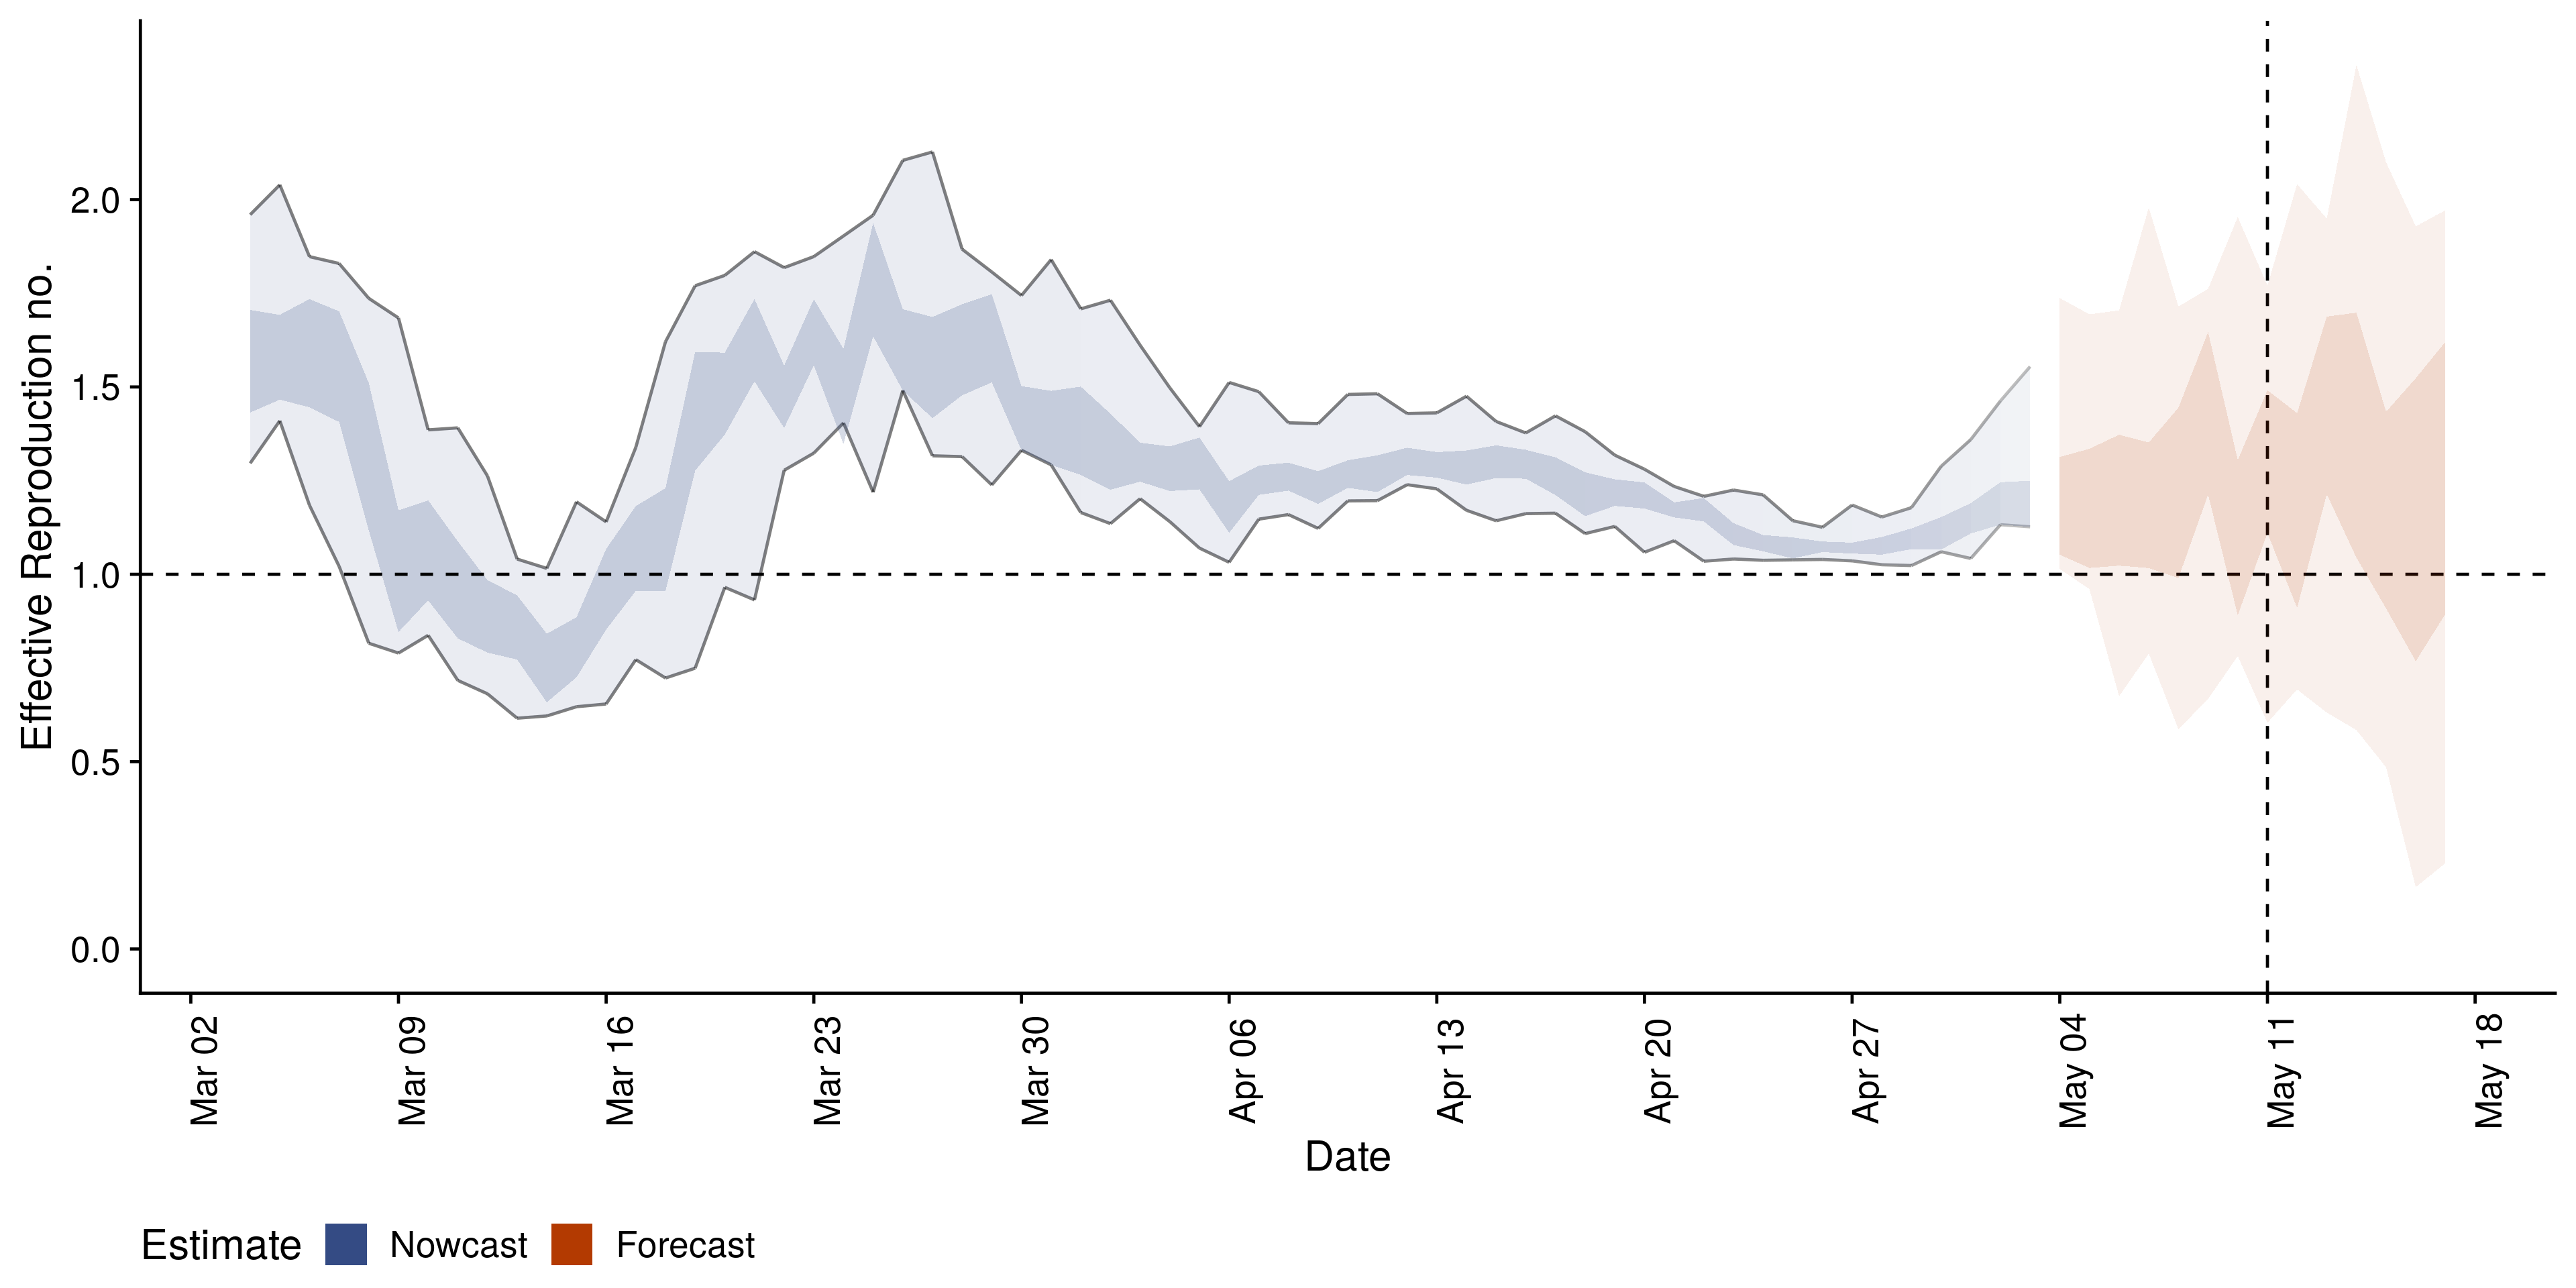 Effective Reproduction no.
2.0
1.5
1.0
0.5
0.0
Mar 02
Mar 09
Mar 16
Mar 23
Mar 30
Apr 06
Apr 13
Apr 20
Apr 27
May 04
May 11
May 18
Date
Estimate Nowcast Forecast